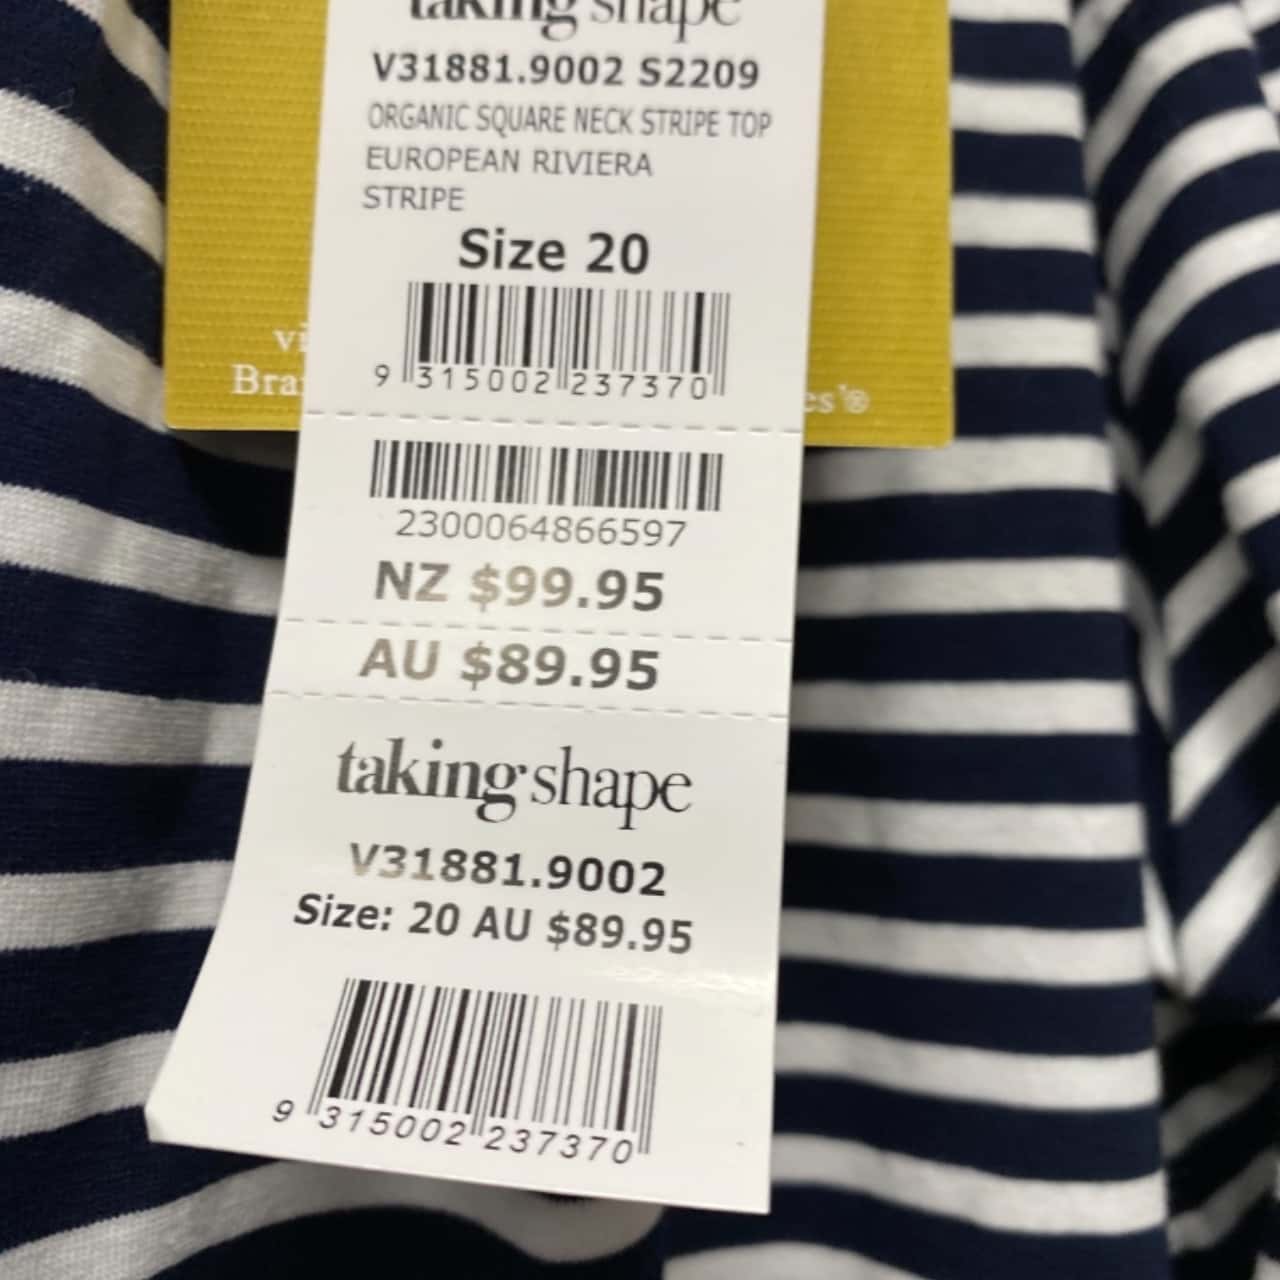 taking shape
V31881.9002 S2209
ORGANIC SQUARE NECK STRIPE TOP
EUROPEAN RIVIERA
STRIPE
Size 20
9 315002 237370
2300064866597
NZ $99.95
AU $89.95
taking shape
V31881.9002
Size: 20 AU $89.95
9 315002 237370